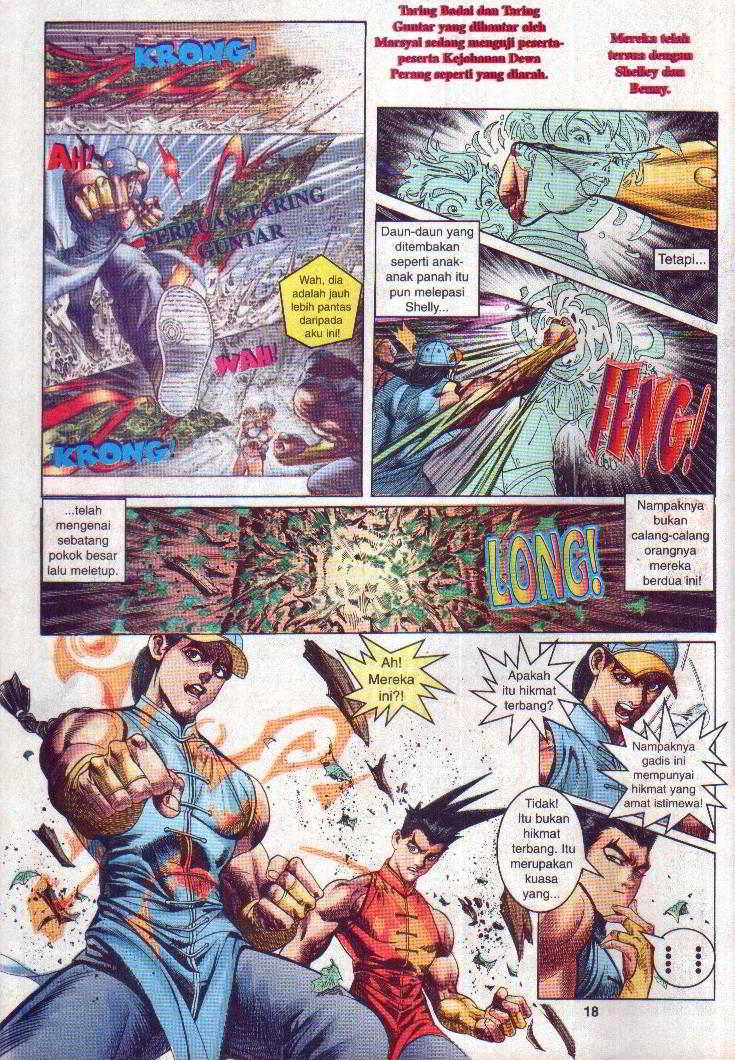 Taring Badai dan Taring
Guntar yang dihantar oleh
Marsyal sedang menguji peserta-
peserta Kejohanan Dewa
Perang seperti yang diarah.
Mereka telah
tersua dengan
Shelley dan
Benny.
KRONG!
AH!
SERBUAN TARING
GUNTAR
Wah, dia
adalah jauh
lebih pantas
daripada
aku ini!
WAH!
KRONG!
Tetapi...
Daun-daun yang
ditembakan
seperti anak-
anak panah itu
pun melepasi
Shelly...
FENG!
...telah
mengenai
sebatang
pokok besar
lalu meletup.
LONG!
Nampaknya
bukan
calang-calang
orangnya
mereka
berdua ini!
Ah!
Mereka
ini?!
Apakah
itu hikmat
terbang?
Nampaknya
gadis ini
mempunyai
hikmat yang
amat istimewa!
Tidak!
Itu bukan
hikmat
terbang. Itu
merupakan
kuasa
yang...
18